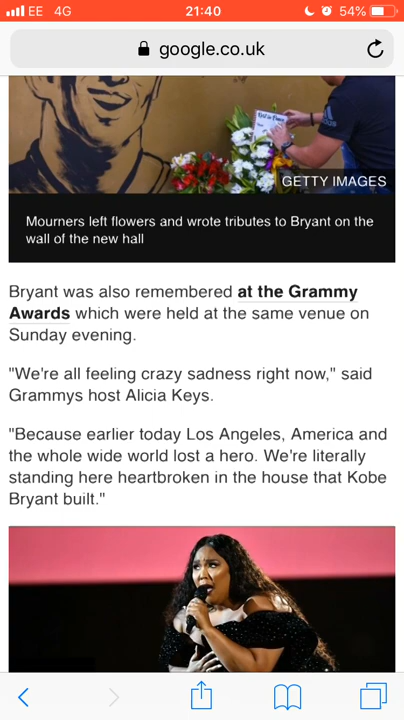 EE 4G 21:40 54%
google.co.uk
GETTY IMAGES
Mourners left flowers and wrote tributes to Bryant on the
wall of the new hall
Bryant was also remembered at the Grammy
Awards which were held at the same venue on
Sunday evening.
"We're all feeling crazy sadness right now," said
Grammys host Alicia Keys.
"Because earlier today Los Angeles, America and
the whole wide world lost a hero. We're literally
standing here heartbroken in the house that Kobe
Bryant built."